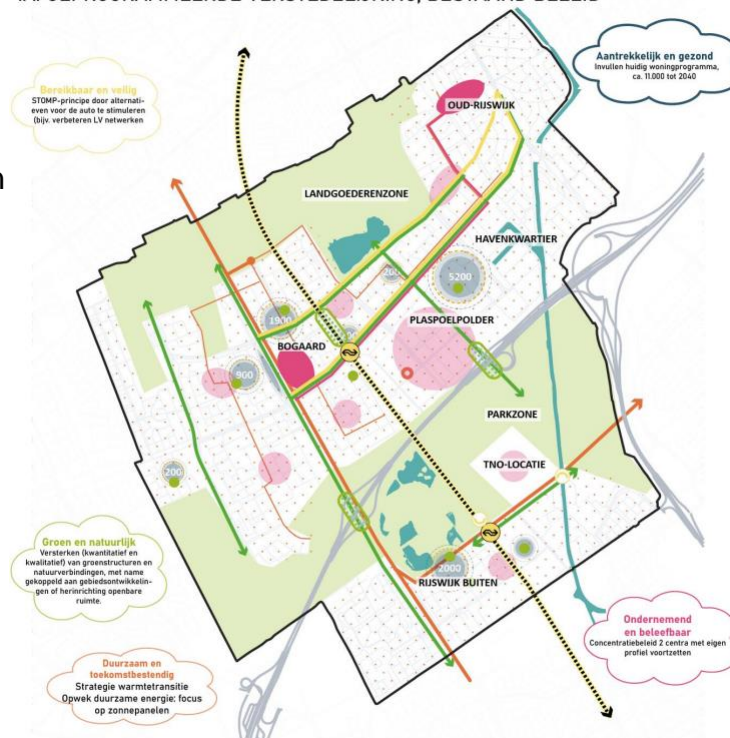 Bereikbaar en veilig
STOMP-principe door alternati-
even voor de auto te stimuleren
(bijv. verbeteren LV netwerken
Aantrekkelijk en gezond
Invullen huidig woningprogramma,
ca. 11.000 tot 2040
OUD-RIJSWIJK
LANDGOEDERENZONE
HAVENKWARTIER
5200
200
1900
PLASPOELPOLDER
BOGAARD
900
PARKZONE
TNO-LOCATIE
200
2000
RIJSWIJK BUITEN
Groen en natuurlijk
Versterken (kwantitatief en
kwalitatief) van groenstructuren en
natuurverbindingen, met name
gekoppeld aan gebiedsontwikkelin-
gen of herinrichting openbare
ruimte.
Duurzaam en
toekomstbestendig
Strategie warmtetransitie
Opwek duurzame energie: focus
op zonnepanelen
Ondernemend
en beleefbaar
Concentratiebeleid 2 centra met eigen
profiel voortzetten